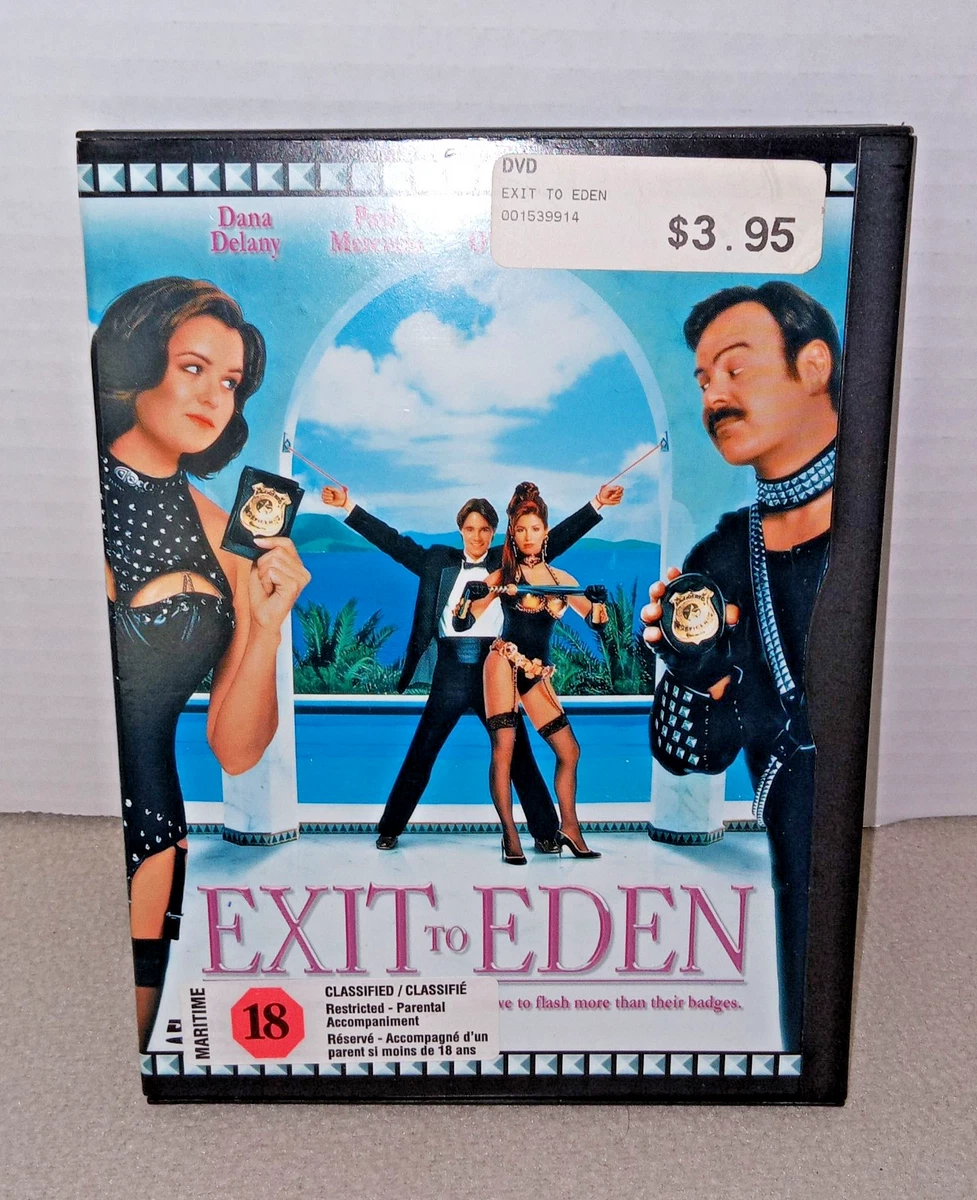 DVD
EXIT TO EDEN
001539914
$3.95
Dana
Delany
EXIT TO EDEN
ve to flash more than their badges.
MARITIME
18
CLASSIFIED / CLASSIFIÉ
Restricted - Parental
Accompaniment
Réservé - Accompagné d'un
parent si moins de 18 ans